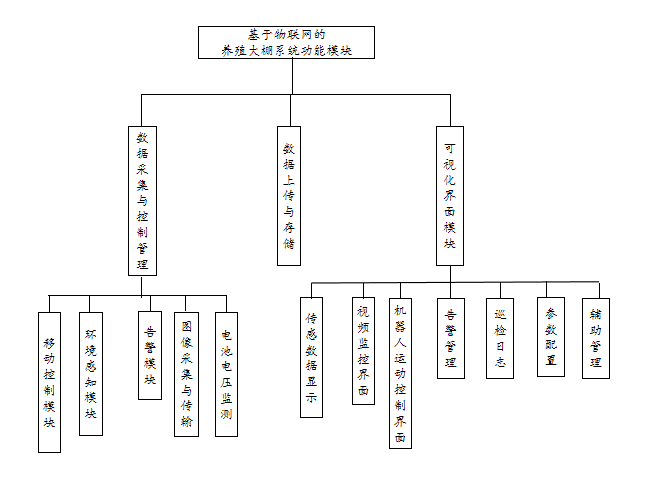 基于物联网的
养殖大棚系统功能模块
数据采集与控制管理
数据上传与存储
可视化界面模块
移动控制模块
环境感知模块
告警模块
图像采集与传输
电池电压监测
传感数据显示
视频监控界面
机器人运动控制界面
告警管理
巡检日志
参数配置
辅助管理